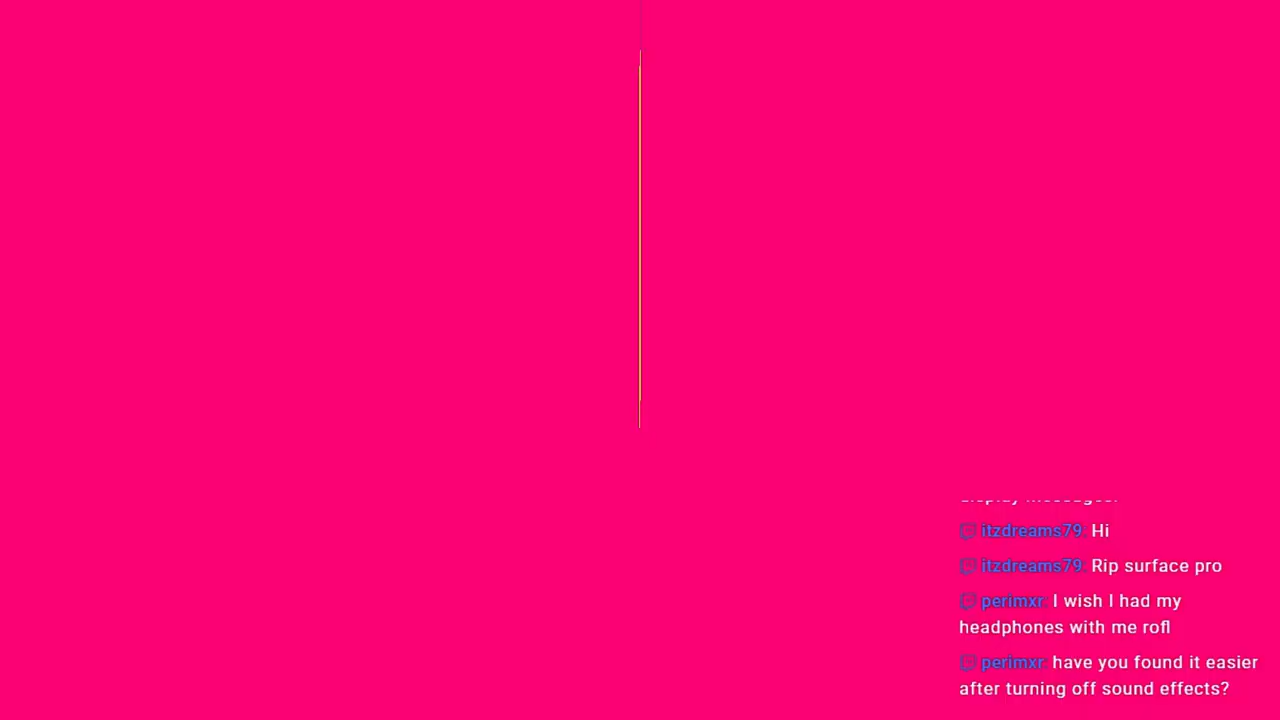 itzdreams79: Hi
itzdreams79: Rip surface pro
perimxr: I wish I had my
headphones with me rofl
perimxr: have you found it easier
after turning off sound effects?